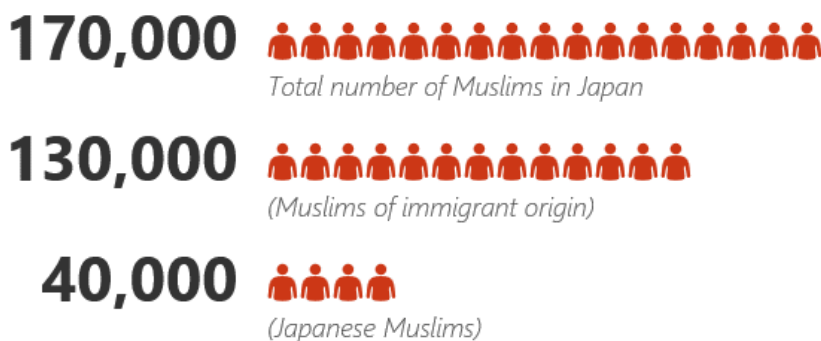 170,000
Total number of Muslims in Japan
130,000
(Muslims of immigrant origin)
40,000
(Japanese Muslims)